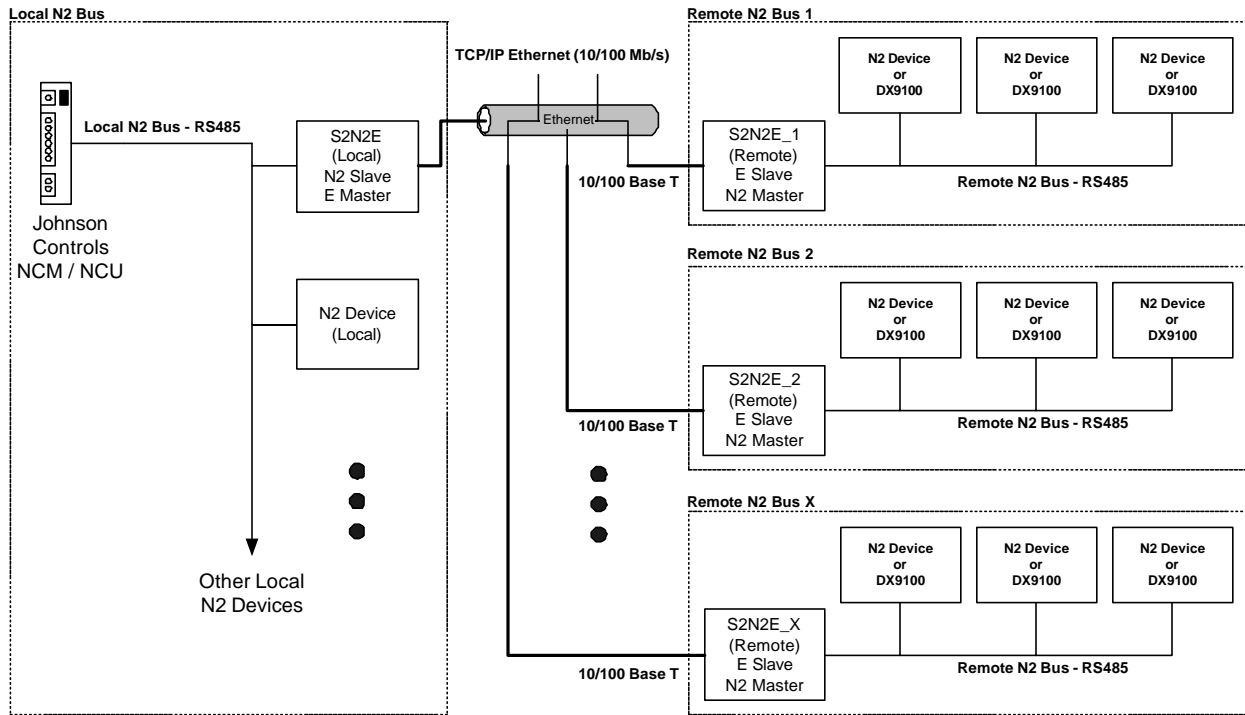 Local N2 Bus
Johnson
Controls
NCM / NCU
Local N2 Bus - RS485
S2N2E
(Local)
N2 Slave
E Master
N2 Device
(Local)
Other Local
N2 Devices
TCP/IP Ethernet (10/100 Mb/s)
Ethernet
10/100 Base T
10/100 Base T
10/100 Base T
Remote N2 Bus 1
N2 Device
or
DX9100
N2 Device
or
DX9100
N2 Device
or
DX9100
S2N2E_1
(Remote)
E Slave
N2 Master
Remote N2 Bus - RS485
Remote N2 Bus 2
N2 Device
or
DX9100
N2 Device
or
DX9100
N2 Device
or
DX9100
S2N2E_2
(Remote)
E Slave
N2 Master
Remote N2 Bus - RS485
Remote N2 Bus X
N2 Device
or
DX9100
N2 Device
or
DX9100
N2 Device
or
DX9100
S2N2E_X
(Remote)
E Slave
N2 Master
Remote N2 Bus - RS485